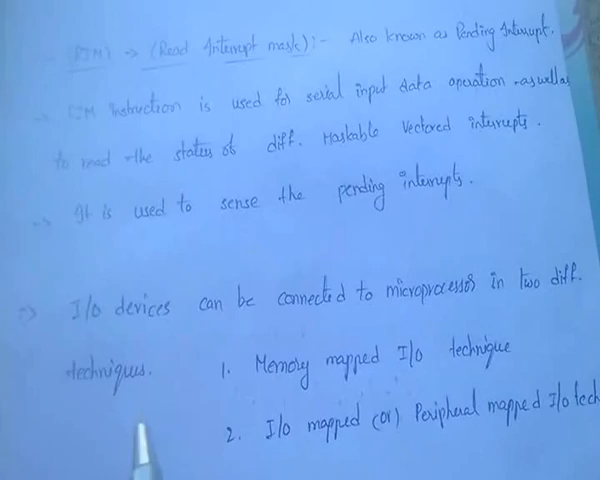 (RIM) → (Read Interrupt mask) :- Also known as Pending Interrupt.
→ RIM instruction is used for serial input data operation as well as
to read the status of diff. Maskable Vectored interrupts.
→ It is used to sense the pending interrupts.
⇒ I/o devices can be connected to microprocessor in two diff.
techniques. 1. Memory mapped I/o technique
2. I/o mapped (or) Peripheral mapped I/o tech